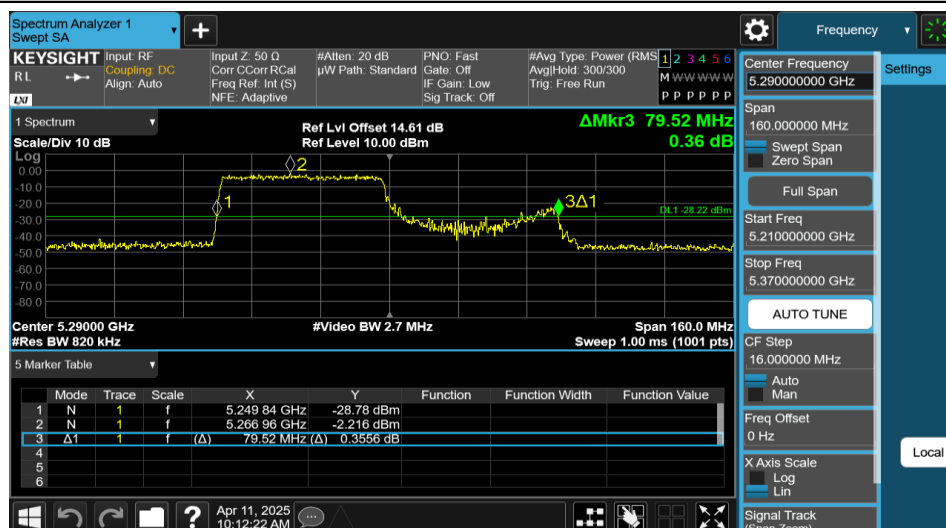 Spectrum Analyzer 1
Swept SA
+
Frequency
KEYSIGHT
R L
LXI
Input: RF
Coupling: DC
Align: Auto
Input Z: 50 Ω
Corr CCorr RCal
Freq Ref: Int (S)
NFE: Adaptive
#Atten: 20 dB
µW Path: Standard
PNO: Fast
Gate: Off
IF Gain: Low
Sig Track: Off
#Avg Type: Power (RMS
Avg|Hold: 300/300
Trig: Free Run
1 2 3 4 5 6
M W W W W W
P P P P P P
1 Spectrum
Scale/Div 10 dB
Ref Lvl Offset 14.61 dB
Ref Level 10.00 dBm
ΔMkr3 79.52 MHz
0.36 dB
Log
0.00
-10.0
-20.0
-30.0
-40.0
-50.0
-60.0
-70.0
-80.0
2
1
3Δ1
DL1 -28.22 dBm
Center 5.29000 GHz
#Video BW 2.7 MHz
Span 160.0 MHz
#Res BW 820 kHz
Sweep 1.00 ms (1001 pts)
5 Marker Table
Mode Trace Scale X Y Function Function Width Function Value
1 N 1 f 5.249 84 GHz -28.78 dBm
2 N 1 f 5.266 96 GHz -2.216 dBm
3 Δ1 1 f (Δ) 79.52 MHz (Δ) 0.3556 dB
4
5
6
?
Apr 11, 2025
10:12:22 AM
Center Frequency
5.290000000 GHz
Span
160.000000 MHz
Swept Span
Zero Span
Full Span
Start Freq
5.210000000 GHz
Stop Freq
5.370000000 GHz
AUTO TUNE
CF Step
16.000000 MHz
Auto
Man
Freq Offset
0 Hz
X Axis Scale
Log
Lin
Signal Track
(Span Zoom)
Settings
Local